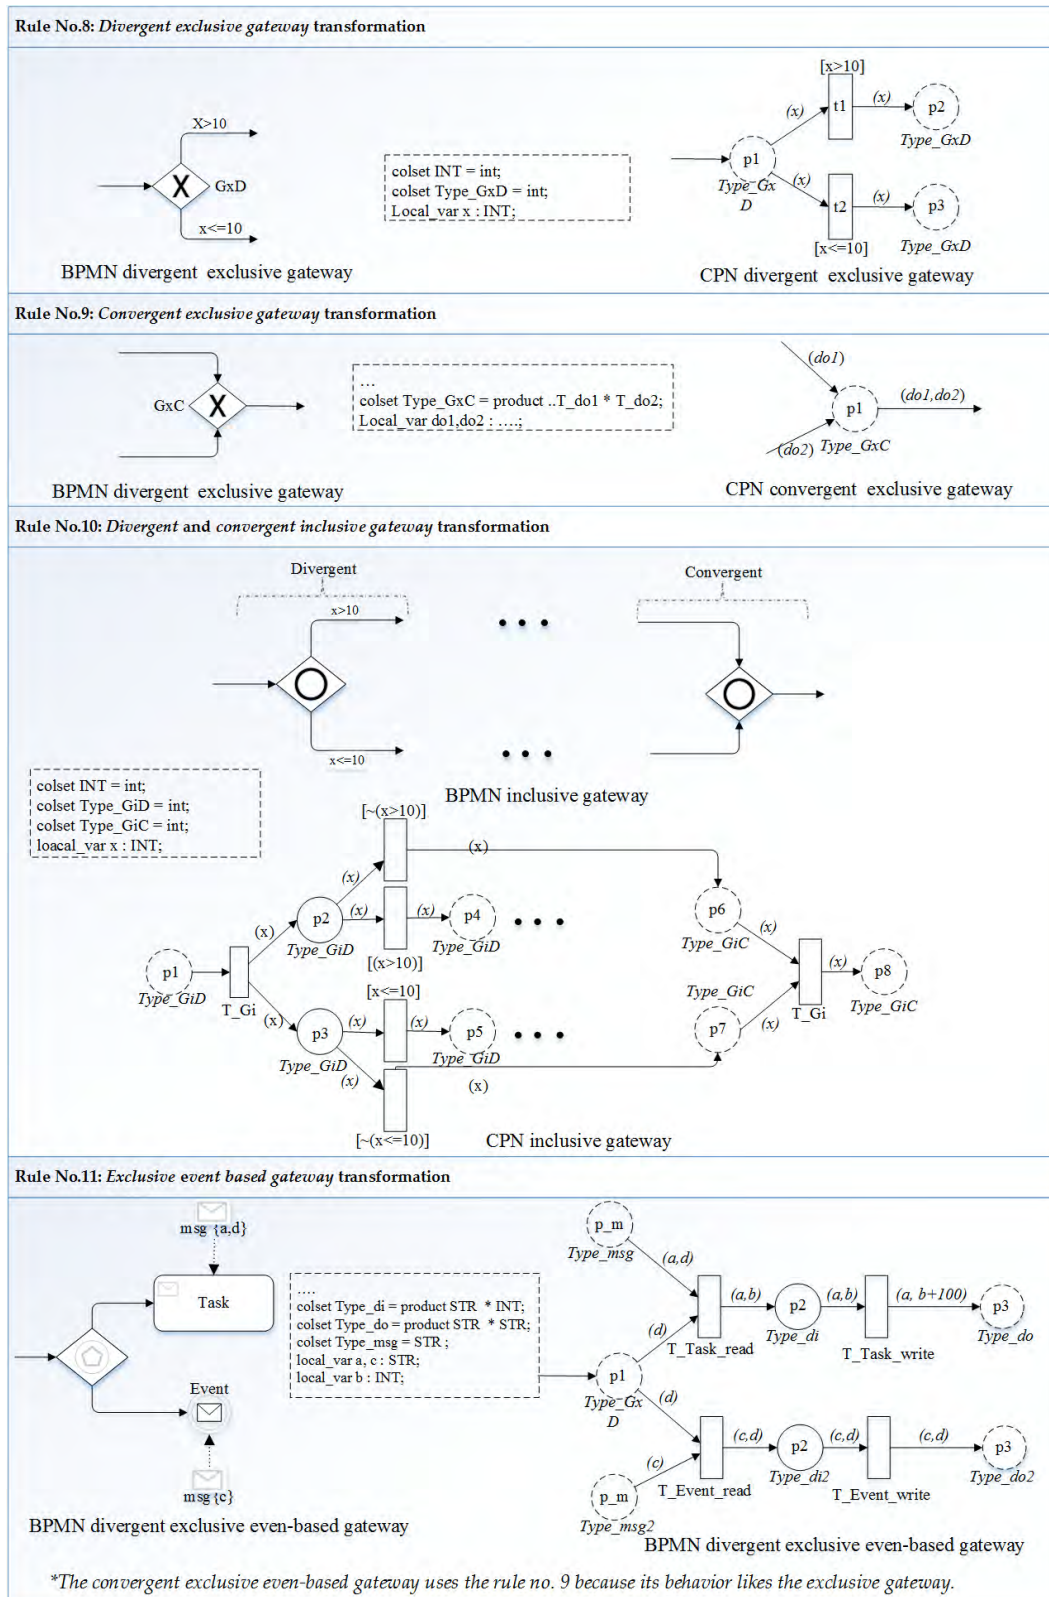 Rule No.8: Divergent exclusive gateway transformation
X>10
X
GxD
x<=10
BPMN divergent exclusive gateway
colset INT = int;
colset Type_GxD = int;
Local_var x : INT;
[x>10]
(x)
t1
(x)
p2
Type_GxD
p1
Type_Gx
D
(x)
t2
(x)
p3
Type_GxD
[x<=10]
CPN divergent exclusive gateway
Rule No.9: Convergent exclusive gateway transformation
GxC
X
BPMN divergent exclusive gateway
...
colset Type_GxC = product ..T_do1 * T_do2;
Local_var do1,do2 : ....;
(do1)
p1
(do1,do2)
(do2)
Type_GxC
CPN convergent exclusive gateway
Rule No.10: Divergent and convergent inclusive gateway transformation
Divergent
Convergent
x>10
x<=10
BPMN inclusive gateway
colset INT = int;
colset Type_GiD = int;
colset Type_GiC = int;
loacal_var x : INT;
[~(x>10)]
(x)
(x)
p2
(x)
(x)
p4
p6
(x)
Type_GiD
Type_GiD
Type_GiC
(x)
[(x>10)]
p1
Type_GiD
T_Gi
(x)
p8
Type_GiC
[x<=10]
Type_GiC
T_Gi
(x)
p3
(x)
(x)
p5
p7
(x)
Type_GiD
Type_GiD
(x)
(x)
[~(x<=10)]
CPN inclusive gateway
Rule No.11: Exclusive event based gateway transformation
msg {a,d}
Task
Event
msg{c}
BPMN divergent exclusive even-based gateway
....
colset Type_di = product STR * INT;
colset Type_do = product STR * STR;
colset Type_msg = STR ;
local_var a, c : STR;
local_var b : INT;
p_m
Type_msg
(a,d)
(a,b)
p2
(a,b)
(a, b+100)
p3
Type_di
Type_do
(d)
T_Task_read
T_Task_write
p1
Type_Gx
D
(d)
(c,d)
p2
(c,d)
(c,d)
p3
Type_di2
Type_do2
(c)
T_Event_read
T_Event_write
p_m
Type_msg2
BPMN divergent exclusive even-based gateway
*The convergent exclusive even-based gateway uses the rule no. 9 because its behavior likes the exclusive gateway.